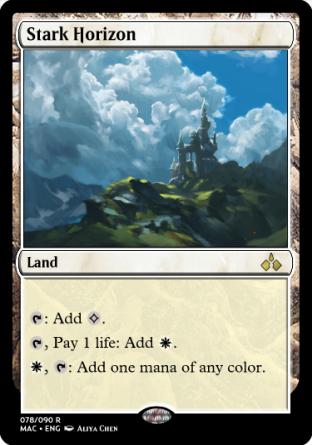 Stark Horizon
Land
: Add .
, Pay 1 life: Add .
, : Add one mana of any color.
078/090 R
MAC • ENG Aliya Chen